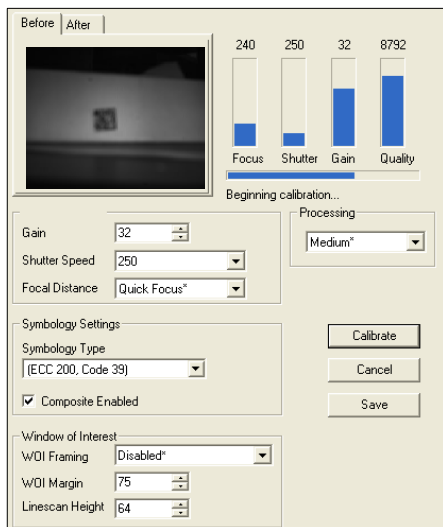 Before After
240 250 32 8792
Focus Shutter Gain Quality
Beginning calibration...
Processing
Gain 32
Medium*
Shutter Speed 250
Focal Distance Quick Focus*
Symbology Settings
Symbology Type
(ECC 200, Code 39)
Composite Enabled
Calibrate
Cancel
Save
Window of Interest
WOI Framing Disabled*
WOI Margin 75
Linescan Height 64